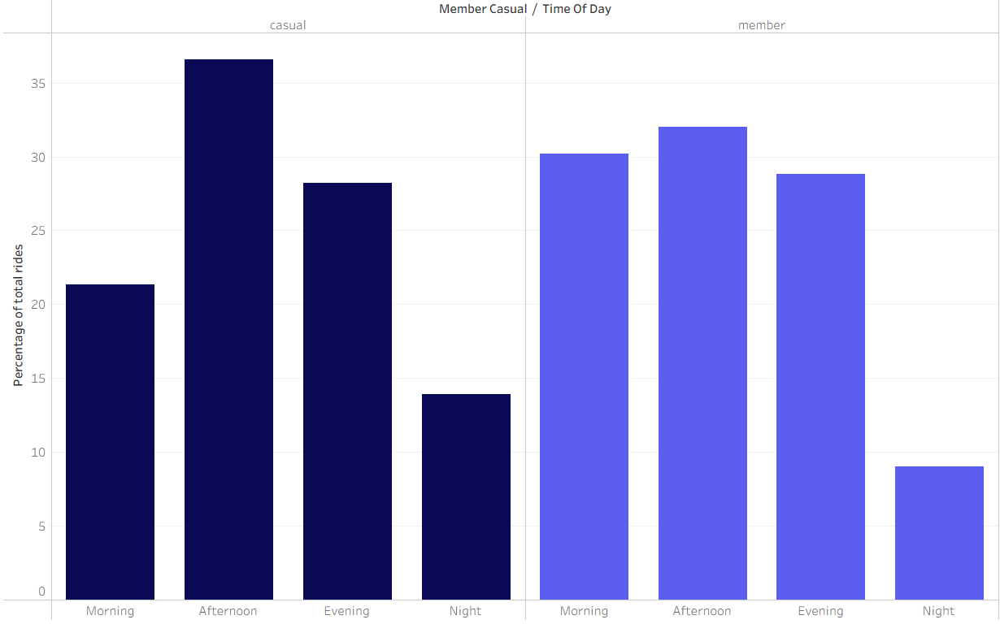 Member Casual / Time Of Day
casual
member
Percentage of total rides
35
30
25
20
15
10
5
0
Morning
Afternoon
Evening
Night
Morning
Afternoon
Evening
Night